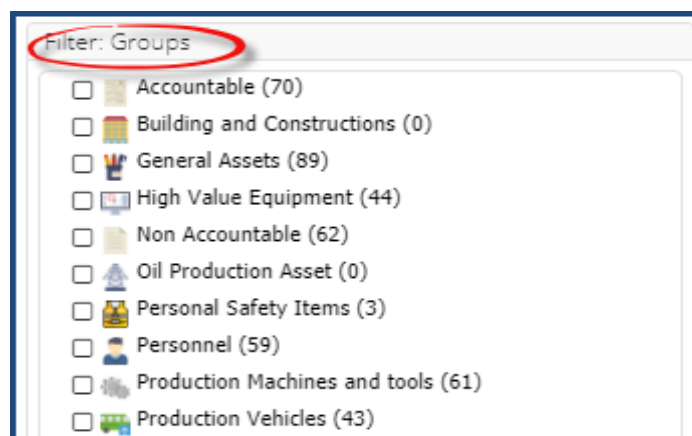 Filter: Groups
Accountable (70)
Building and Constructions (0)
General Assets (89)
High Value Equipment (44)
Non Accountable (62)
Oil Production Asset (0)
Personal Safety Items (3)
Personnel (59)
Production Machines and tools (61)
Production Vehicles (43)